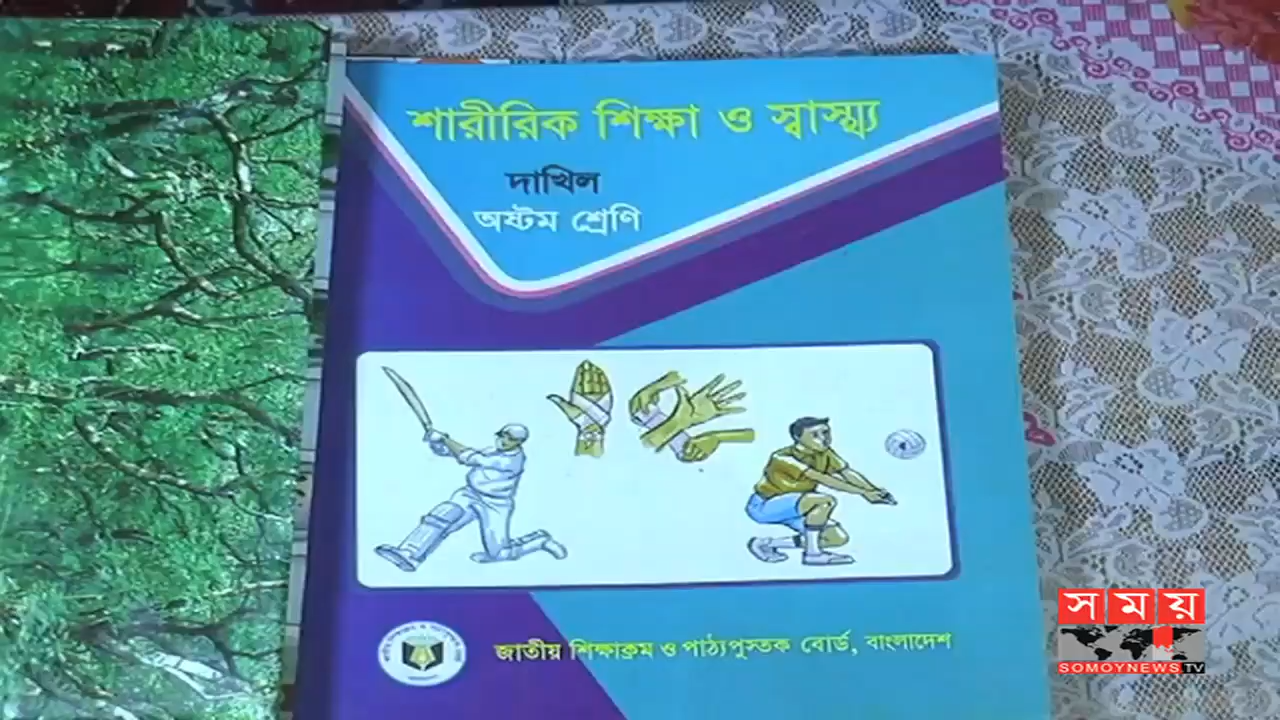 শারীরিক শিক্ষা ও স্বাস্থ্য
দাখিল
অষ্টম শ্রেণি
জাতীয় শিক্ষাক্রম ও পাঠ্যপুস্তক বোর্ড, বাংলাদেশ
সময়
SOMOYNEWS.TV